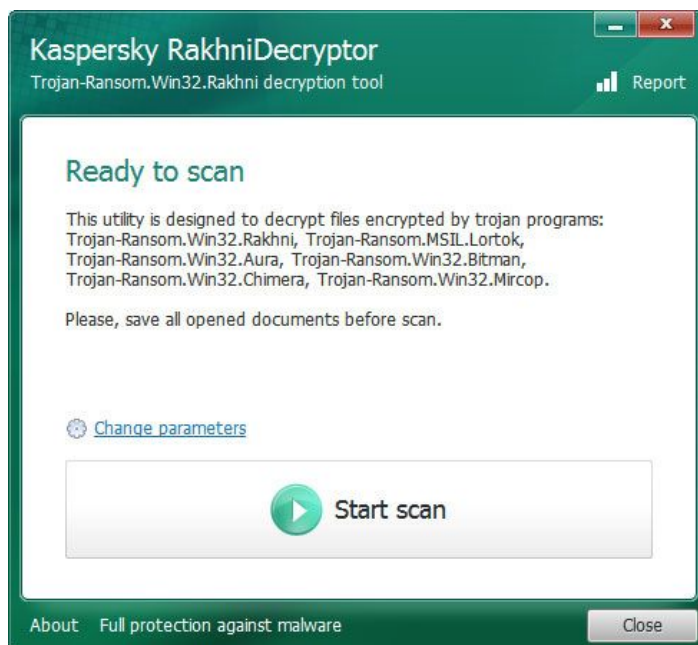 Kaspersky RakhniDecryptor
Trojan-Ransom.Win32.Rakhni decryption tool
Report
Ready to scan
This utility is designed to decrypt files encrypted by trojan programs:
Trojan-Ransom.Win32.Rakhni, Trojan-Ransom.MSIL.Lortok,
Trojan-Ransom.Win32.Aura, Trojan-Ransom.Win32.Bitman,
Trojan-Ransom.Win32.Chimera, Trojan-Ransom.Win32.Mircop.
Please, save all opened documents before scan.
Change parameters
Start scan
About Full protection against malware Close